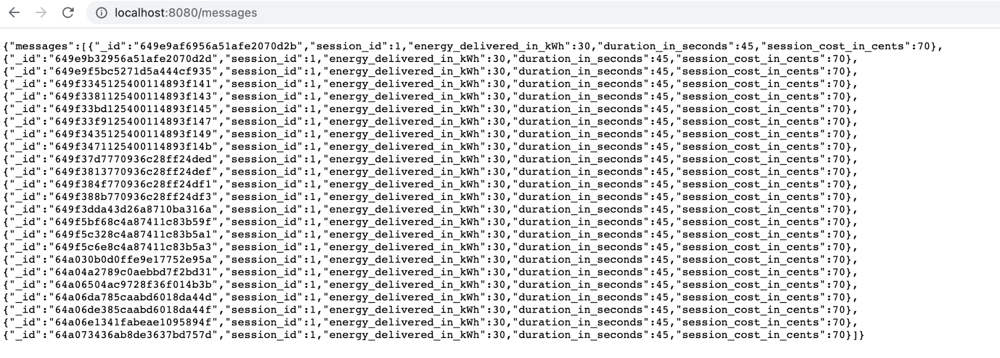 localhost:8080/messages
{"messages":[{"_id":"649e9af6956a51afe2070d2b","session_id":1,"energy_delivered_in_kWh":30,"duration_in_seconds":45,"session_cost_in_cents":70},
{"_id":"649e9b32956a51afe2070d2d","session_id":1,"energy_delivered_in_kWh":30,"duration_in_seconds":45,"session_cost_in_cents":70},
{"_id":"649e9f5bc5271d5a444cf935","session_id":1,"energy_delivered_in_kWh":30,"duration_in_seconds":45,"session_cost_in_cents":70},
{"_id":"649f3345125400114893f141","session_id":1,"energy_delivered_in_kWh":30,"duration_in_seconds":45,"session_cost_in_cents":70},
{"_id":"649f3381125400114893f143","session_id":1,"energy_delivered_in_kWh":30,"duration_in_seconds":45,"session_cost_in_cents":70},
{"_id":"649f33bd125400114893f145","session_id":1,"energy_delivered_in_kWh":30,"duration_in_seconds":45,"session_cost_in_cents":70},
{"_id":"649f33f9125400114893f147","session_id":1,"energy_delivered_in_kWh":30,"duration_in_seconds":45,"session_cost_in_cents":70},
{"_id":"649f3435125400114893f149","session_id":1,"energy_delivered_in_kWh":30,"duration_in_seconds":45,"session_cost_in_cents":70},
{"_id":"649f3471125400114893f14b","session_id":1,"energy_delivered_in_kWh":30,"duration_in_seconds":45,"session_cost_in_cents":70},
{"_id":"649f37d7770936c28ff24ded","session_id":1,"energy_delivered_in_kWh":30,"duration_in_seconds":45,"session_cost_in_cents":70},
{"_id":"649f3813770936c28ff24def","session_id":1,"energy_delivered_in_kWh":30,"duration_in_seconds":45,"session_cost_in_cents":70},
{"_id":"649f384f770936c28ff24df1","session_id":1,"energy_delivered_in_kWh":30,"duration_in_seconds":45,"session_cost_in_cents":70},
{"_id":"649f388b770936c28ff24df3","session_id":1,"energy_delivered_in_kWh":30,"duration_in_seconds":45,"session_cost_in_cents":70},
{"_id":"649f3dda43d26a8710ba316a","session_id":1,"energy_delivered_in_kWh":30,"duration_in_seconds":45,"session_cost_in_cents":70},
{"_id":"649f5bf68c4a87411c83b59f","session_id":1,"energy_delivered_in_kWh":30,"duration_in_seconds":45,"session_cost_in_cents":70},
{"_id":"649f5c328c4a87411c83b5a1","session_id":1,"energy_delivered_in_kWh":30,"duration_in_seconds":45,"session_cost_in_cents":70},
{"_id":"649f5c6e8c4a87411c83b5a3","session_id":1,"energy_delivered_in_kWh":30,"duration_in_seconds":45,"session_cost_in_cents":70},
{"_id":"64a030b0d0ffe9e17752e95a","session_id":1,"energy_delivered_in_kWh":30,"duration_in_seconds":45,"session_cost_in_cents":70},
{"_id":"64a04a2789c0aebbd7f2bd31","session_id":1,"energy_delivered_in_kWh":30,"duration_in_seconds":45,"session_cost_in_cents":70},
{"_id":"64a06504ac9728f36f014b3b","session_id":1,"energy_delivered_in_kWh":30,"duration_in_seconds":45,"session_cost_in_cents":70},
{"_id":"64a06da785caabd6018da44d","session_id":1,"energy_delivered_in_kWh":30,"duration_in_seconds":45,"session_cost_in_cents":70},
{"_id":"64a06de385caabd6018da44f","session_id":1,"energy_delivered_in_kWh":30,"duration_in_seconds":45,"session_cost_in_cents":70},
{"_id":"64a06e1341fabeae1095894f","session_id":1,"energy_delivered_in_kWh":30,"duration_in_seconds":45,"session_cost_in_cents":70},
{"_id":"64a073436ab8de3637bd757d","session_id":1,"energy_delivered_in_kWh":30,"duration_in_seconds":45,"session_cost_in_cents":70}]}